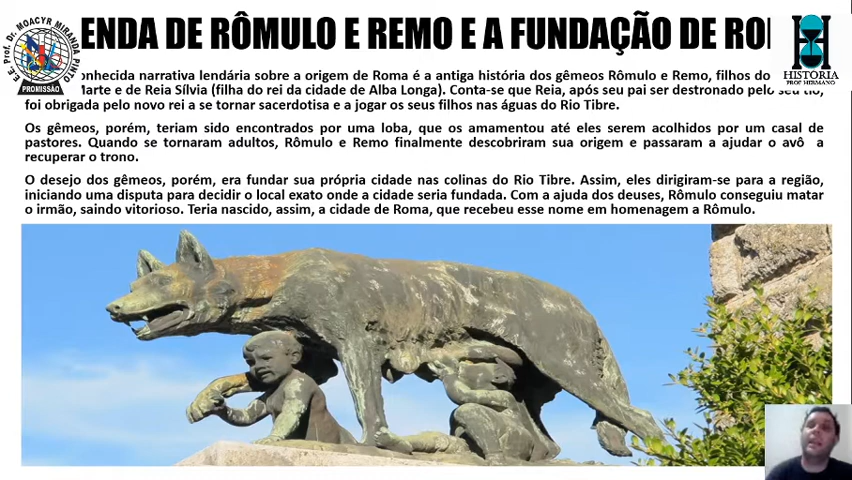 ENDA DE RÔMULO E REMO E A FUNDAÇÃO DE RO
E.E. Prof. Dr. MOACYR MIRANDA PINTO
PROMISSÃO
HISTORIA
PROF HERMANO
onhecida narrativa lendária sobre a origem de Roma é a antiga história dos gêmeos Rômulo e Remo, filhos do
Marte e de Reia Sílvia (filha do rei da cidade de Alba Longa). Conta-se que Reia, após seu pai ser destronado pelo seu tio,
foi obrigada pelo novo rei a se tornar sacerdotisa e a jogar os seus filhos nas águas do Rio Tibre.
Os gêmeos, porém, teriam sido encontrados por uma loba, que os amamentou até eles serem acolhidos por um casal de
pastores. Quando se tornaram adultos, Rômulo e Remo finalmente descobriram sua origem e passaram a ajudar o avô a
recuperar o trono.
O desejo dos gêmeos, porém, era fundar sua própria cidade nas colinas do Rio Tibre. Assim, eles dirigiram-se para a região,
iniciando uma disputa para decidir o local exato onde a cidade seria fundada. Com a ajuda dos deuses, Rômulo conseguiu matar
o irmão, saindo vitorioso. Teria nascido, assim, a cidade de Roma, que recebeu esse nome em homenagem a Rômulo.